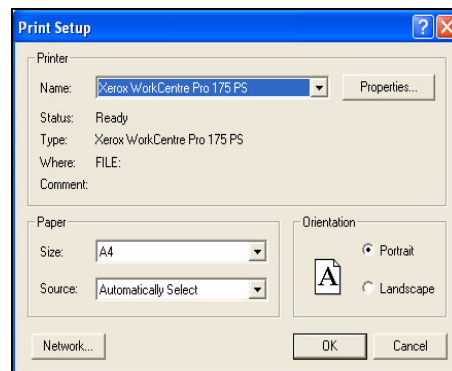 Print Setup
Printer
Name: Xerox WorkCentre Pro 175 PS Properties...
Status: Ready
Type: Xerox WorkCentre Pro 175 PS
Where: FILE:
Comment:
Paper
Size: A4
Source: Automatically Select
Orientation
A
Portrait
Landscape
Network... OK Cancel